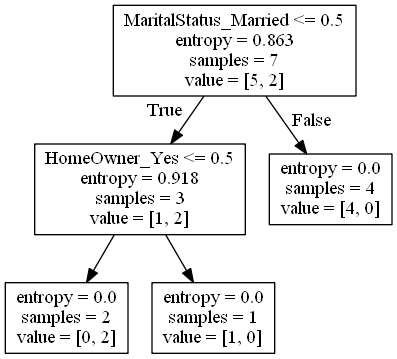 MaritalStatus_Married <= 0.5
entropy = 0.863
samples = 7
value = [5, 2]
True
False
HomeOwner_Yes <= 0.5
entropy = 0.918
samples = 3
value = [1, 2]
entropy = 0.0
samples = 4
value = [4, 0]
entropy = 0.0
samples = 2
value = [0, 2]
entropy = 0.0
samples = 1
value = [1, 0]